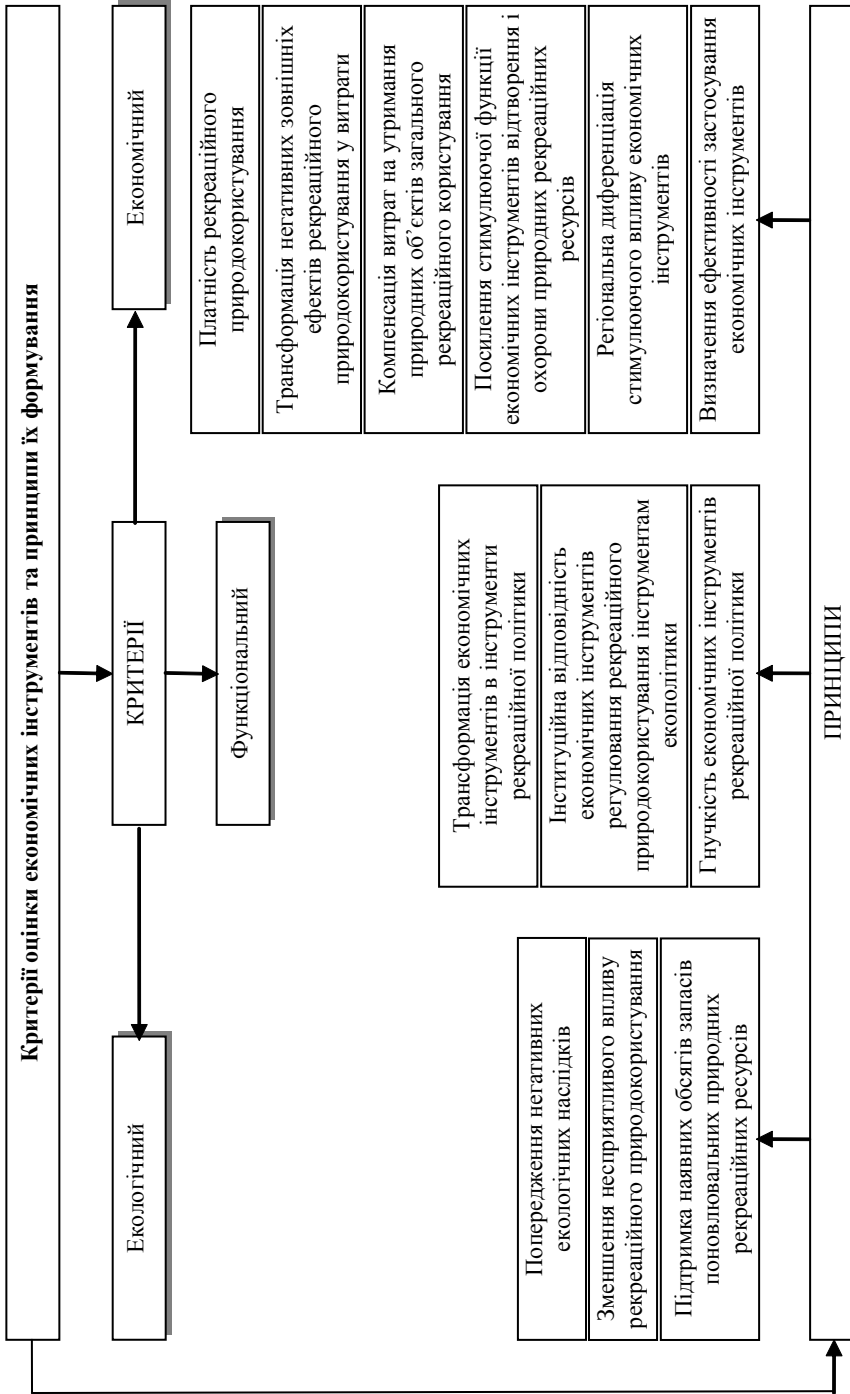 Критерії оцінки економічних інструментів та принципи їх формування
КРИТЕРІЇ
Екологічний
Функціональний
Економічний
Попередження негативних
екологічних наслідків
Зменшення несприятливого впливу
рекреаційного природокористування
Підтримка наявних обсягів запасів
поновлювальних природних
рекреаційних ресурсів
Трансформація економічних
інструментів в інструменти
рекреаційної політики
Інституційна відповідність
економічних інструментів
регулювання рекреаційного
природокористування інструментам
екополітики
Гнучкість економічних інструментів
рекреаційної політики
Платність рекреаційного
природокористування
Трансформація негативних зовнішніх
ефектів рекреаційного
природокористування у витрати
Компенсація витрат на утримання
природних об’єктів загального
рекреаційного користування
Посилення стимулюючої функції
економічних інструментів відтворення і
охорони природних рекреаційних
ресурсів
Регіональна диференціація
стимулюючого впливу економічних
інструментів
Визначення ефективності застосування
економічних інструментів
ПРИНЦИПИ